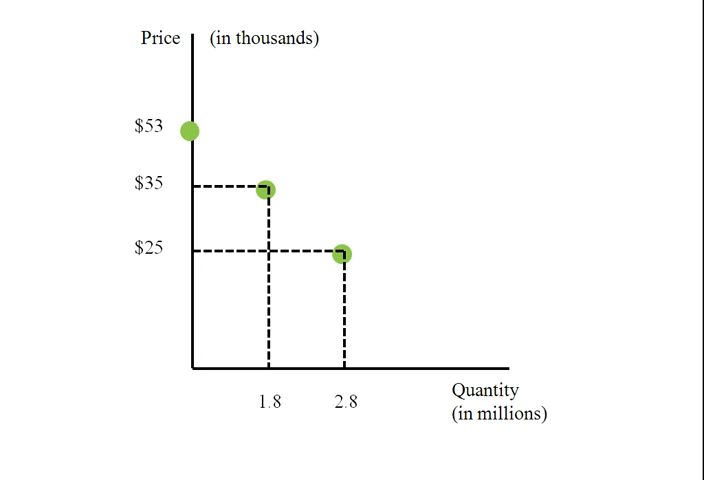 Price (in thousands)
$53
$35
$25
1.8 2.8
Quantity
(in millions)